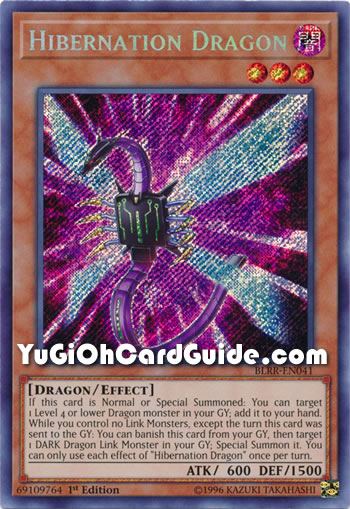 HIBERNATION DRAGON
闇
YuGiOhCardGuide.com
BLRR-EN041
[DRAGON/EFFECT]
If this card is Normal or Special Summoned: You can target
1 Level 4 or lower Dragon monster in your GY; add it to your hand.
While you control no Link Monsters, except the turn this card was
sent to the GY: You can banish this card from your GY, then target
1 DARK Dragon Link Monster in your GY; Special Summon it. You
can only use each effect of "Hibernation Dragon" once per turn.
ATK/ 600 DEF/1500
69109764 1st Edition ©1996 KAZUKI TAKAHASHI